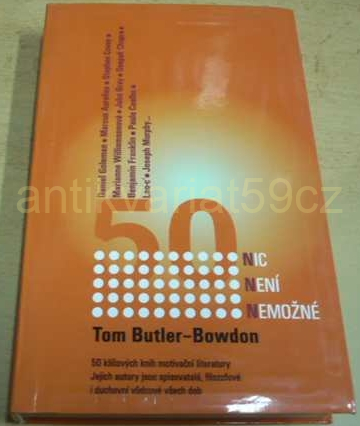 Daniel Goleman • Marcus Aurelius • Stephen Covey •
Marianne Williamsonová • John Gray • Deepak Chopra •
Benjamin Franklin • Paulo Coelho •
Lao-c' • Joseph Murphy...
antikvariat59cz
50
NIC
NENÍ
NEMOŽNÉ
Tom Butler-Bowdon
50 klíčových knih motivační literatury
Jejich autory jsou spisovatelé, filozofové
i duchovní vůdcové všech dob